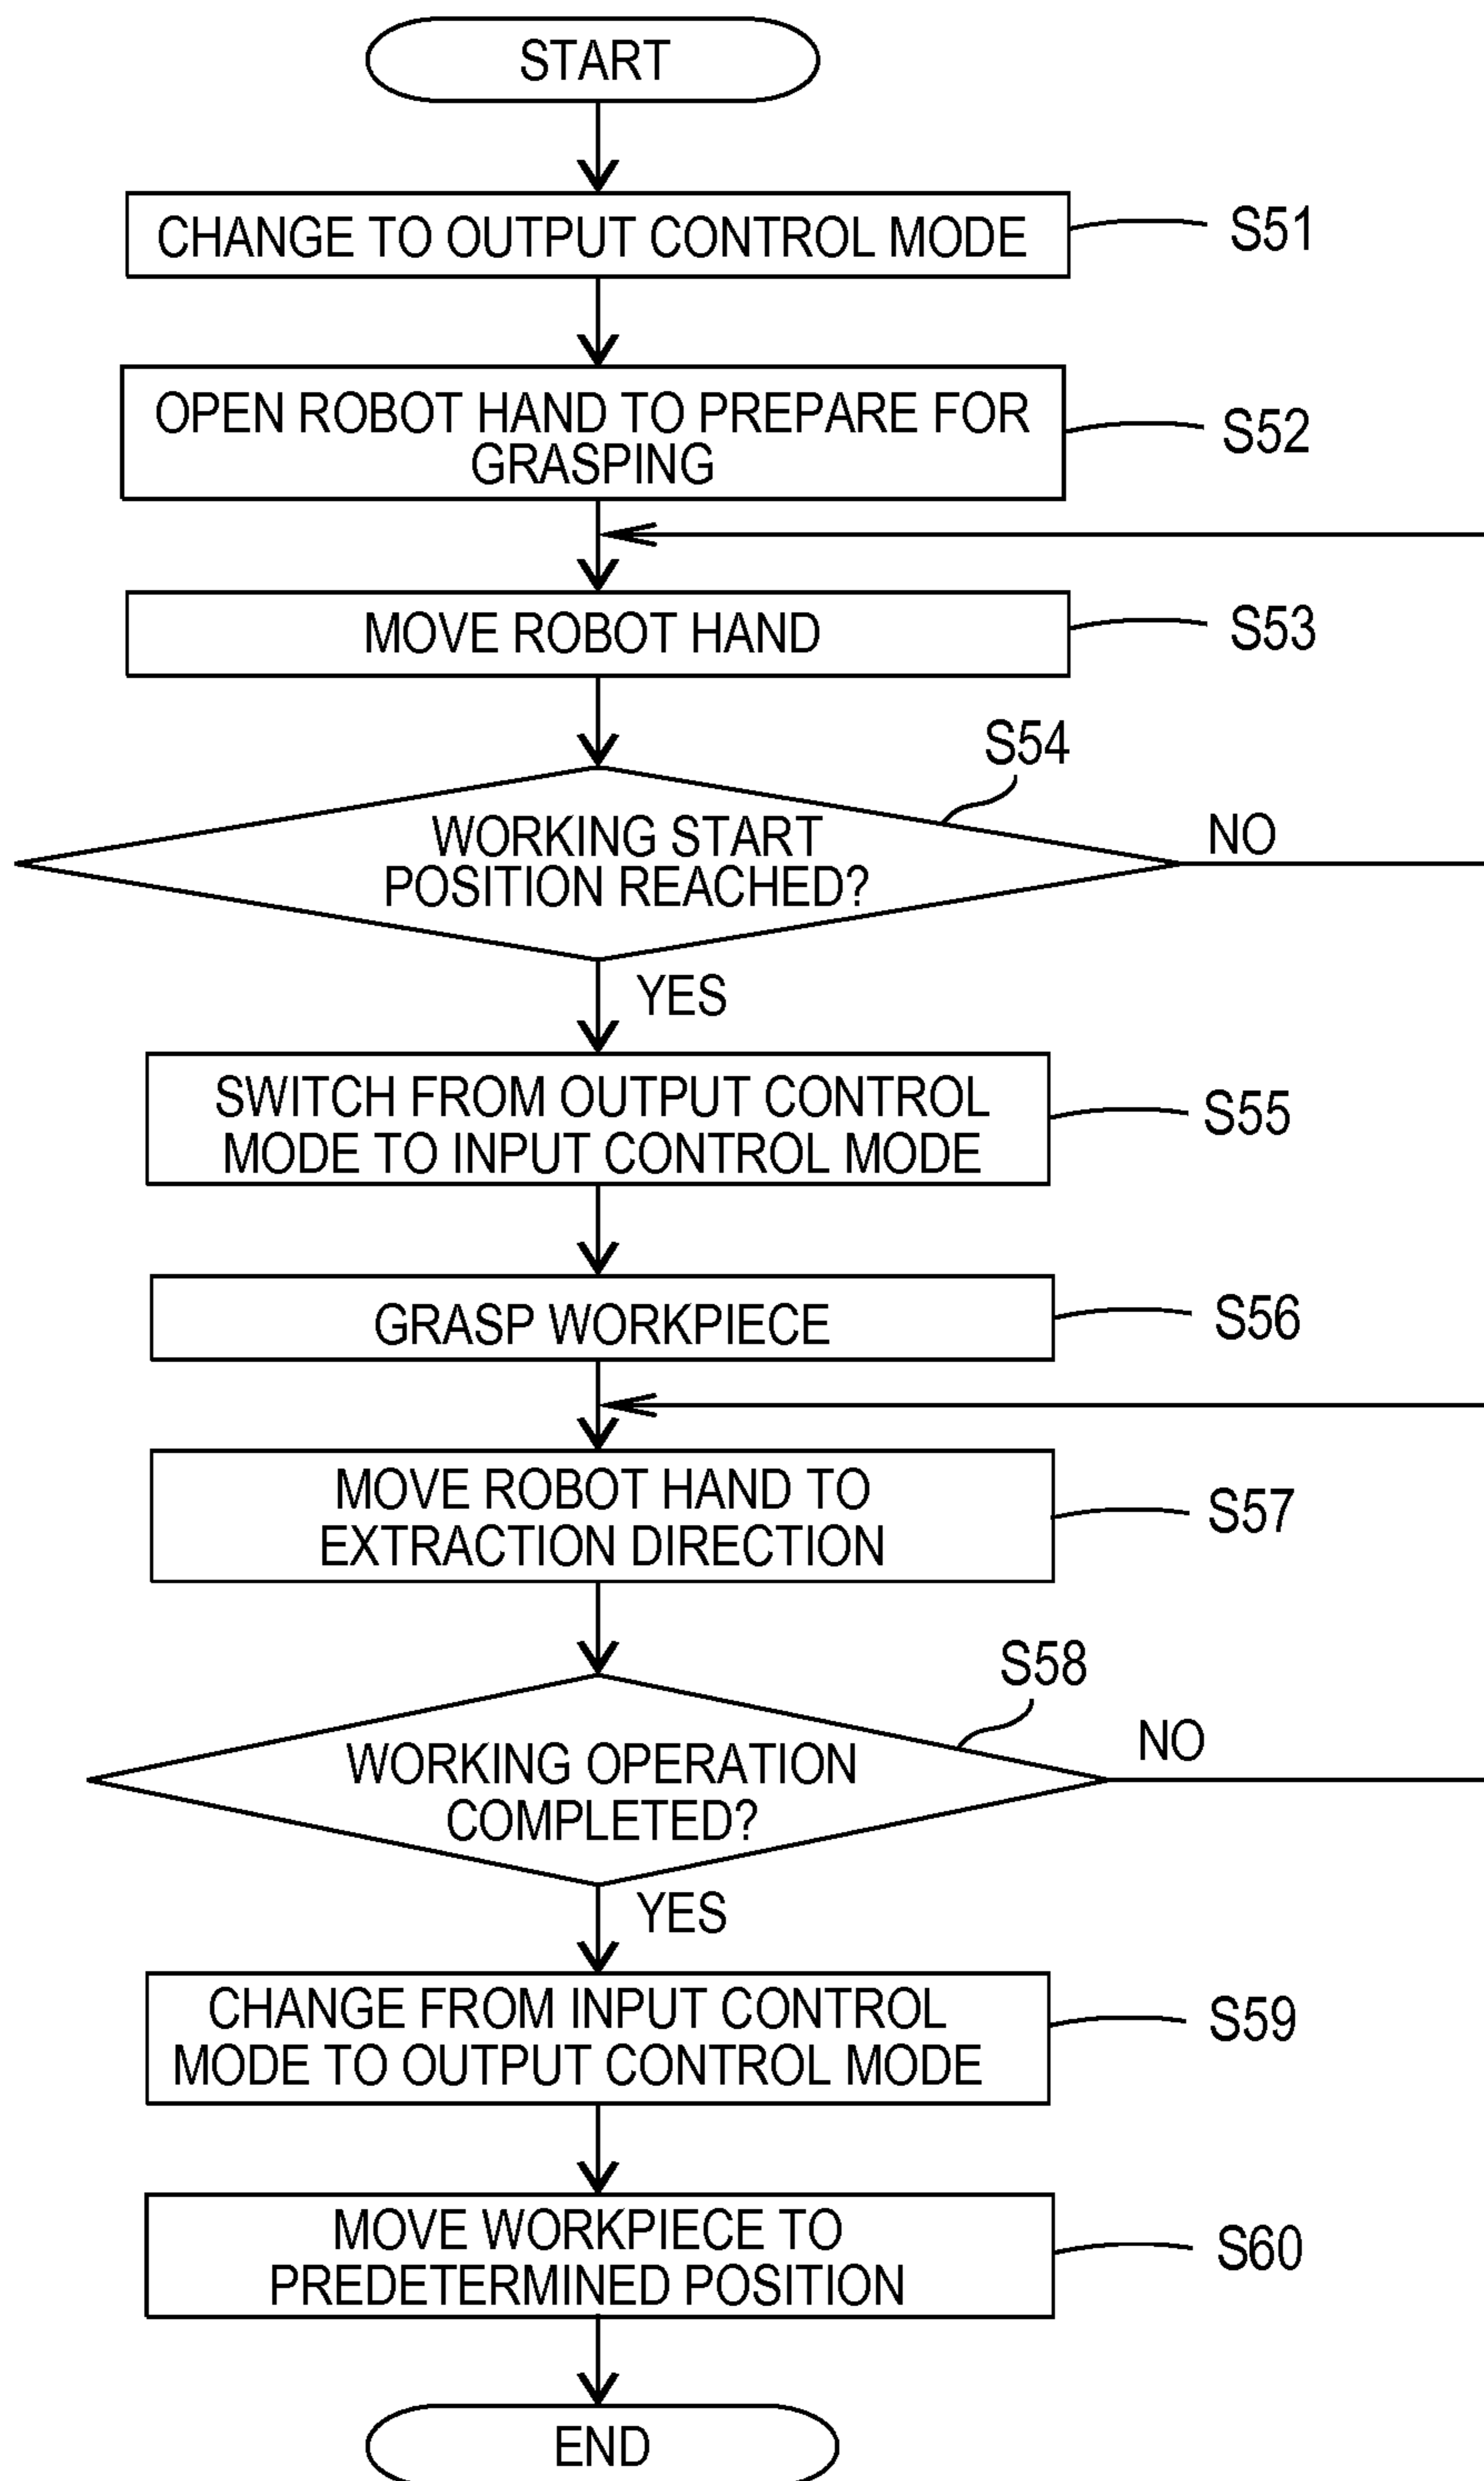 START
CHANGE TO OUTPUT CONTROL MODE
S51
OPEN ROBOT HAND TO PREPARE FOR
GRASPING
S52
MOVE ROBOT HAND
S53
S54
WORKING START
POSITION REACHED?
NO
YES
SWITCH FROM OUTPUT CONTROL
MODE TO INPUT CONTROL MODE
S55
GRASP WORKPIECE
S56
MOVE ROBOT HAND TO
EXTRACTION DIRECTION
S57
S58
WORKING OPERATION
COMPLETED?
NO
YES
CHANGE FROM INPUT CONTROL
MODE TO OUTPUT CONTROL MODE
S59
MOVE WORKPIECE TO
PREDETERMINED POSITION
S60
END